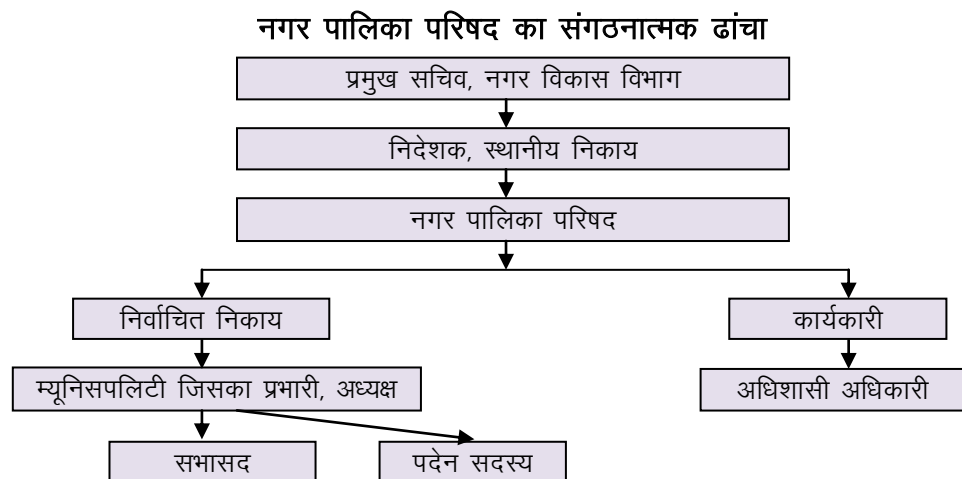 नगर पालिका परिषद का संगठनात्मक ढांचा
प्रमुख सचिव, नगर विकास विभाग
निदेशक, स्थानीय निकाय
नगर पालिका परिषद
निर्वाचित निकाय
कार्यकारी
म्यूनिसपलिटी जिसका प्रभारी, अध्यक्ष
अधिशासी अधिकारी
सभासद
पदेन सदस्य